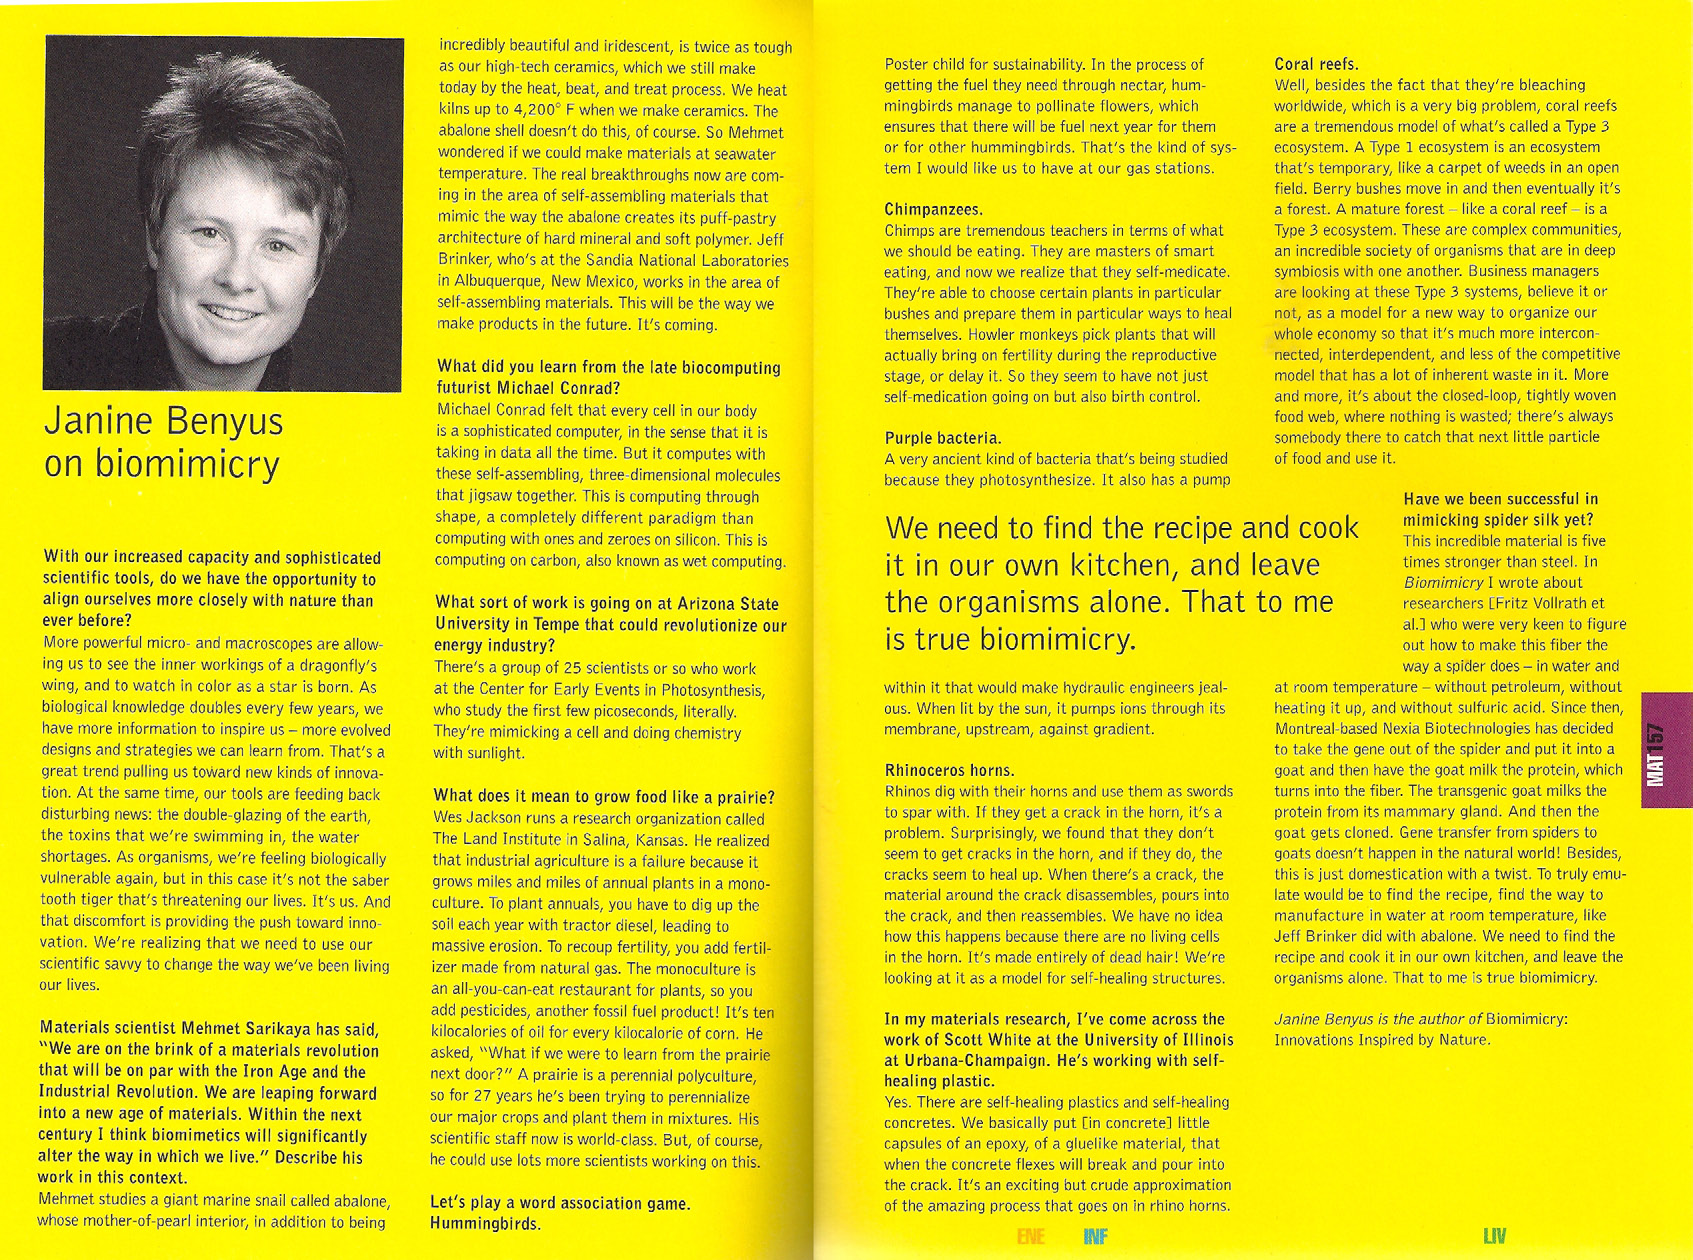 Janine Benyus
on biomimicry
With our increased capacity and sophisticated
scientific tools, do we have the opportunity to
align ourselves more closely with nature than
ever before?
More powerful micro- and macroscopes are allow-
ing us to see the inner workings of a dragonfly's
wing, and to watch in color as a star is born. As
biological knowledge doubles every few years, we
have more information to inspire us – more evolved
designs and strategies we can learn from. That's a
great trend pulling us toward new kinds of innova-
tion. At the same time, our tools are feeding back
disturbing news: the double-glazing of the earth,
the toxins that we're swimming in, the water
shortages. As organisms, we're feeling biologically
vulnerable again, but in this case it's not the saber
tooth tiger that's threatening our lives. It's us. And
that discomfort is providing the push toward inno-
vation. We're realizing that we need to use our
scientific savvy to change the way we've been living
our lives.
Materials scientist Mehmet Sarikaya has said,
"We are on the brink of a materials revolution
that will be on par with the Iron Age and the
Industrial Revolution. We are leaping forward
into a new age of materials. Within the next
century I think biomimetics will significantly
alter the way in which we live." Describe his
work in this context.
Mehmet studies a giant marine snail called abalone,
whose mother-of-pearl interior, in addition to being
incredibly beautiful and iridescent, is twice as tough
as our high-tech ceramics, which we still make
today by the heat, beat, and treat process. We heat
kilns up to 4,200° F when we make ceramics. The
abalone shell doesn't do this, of course. So Mehmet
wondered if we could make materials at seawater
temperature. The real breakthroughs now are com-
ing in the area of self-assembling materials that
mimic the way the abalone creates its puff-pastry
architecture of hard mineral and soft polymer. Jeff
Brinker, who's at the Sandia National Laboratories
in Albuquerque, New Mexico, works in the area of
self-assembling materials. This will be the way we
make products in the future. It's coming.
What did you learn from the late biocomputing
futurist Michael Conrad?
Michael Conrad felt that every cell in our body
is a sophisticated computer, in the sense that it is
taking in data all the time. But it computes with
these self-assembling, three-dimensional molecules
that jigsaw together. This is computing through
shape, a completely different paradigm than
computing with ones and zeroes on silicon. This is
computing on carbon, also known as wet computing.
What sort of work is going on at Arizona State
University in Tempe that could revolutionize our
energy industry?
There's a group of 25 scientists or so who work
at the Center for Early Events in Photosynthesis,
who study the first few picoseconds, literally.
They're mimicking a cell and doing chemistry
with sunlight.
What does it mean to grow food like a prairie?
Wes Jackson runs a research organization called
The Land Institute in Salina, Kansas. He realized
that industrial agriculture is a failure because it
grows miles and miles of annual plants in a mono-
culture. To plant annuals, you have to dig up the
soil each year with tractor diesel, leading to
massive erosion. To recoup fertility, you add fertil-
izer made from natural gas. The monoculture is
an all-you-can-eat restaurant for plants, so you
add pesticides, another fossil fuel product! It's ten
kilocalories of oil for every kilocalorie of corn. He
asked, "What if we were to learn from the prairie
next door?" A prairie is a perennial polyculture,
so for 27 years he's been trying to perennialize
our major crops and plant them in mixtures. His
scientific staff now is world-class. But, of course,
he could use lots more scientists working on this.
Let's play a word association game.
Hummingbirds.
Poster child for sustainability. In the process of
getting the fuel they need through nectar, hum-
mingbirds manage to pollinate flowers, which
ensures that there will be fuel next year for them
or for other hummingbirds. That's the kind of sys-
tem I would like us to have at our gas stations.
Chimpanzees.
Chimps are tremendous teachers in terms of what
we should be eating. They are masters of smart
eating, and now we realize that they self-medicate.
They're able to choose certain plants in particular
bushes and prepare them in particular ways to heal
themselves. Howler monkeys pick plants that will
actually bring on fertility during the reproductive
stage, or delay it. So they seem to have not just
self-medication going on but also birth control.
Purple bacteria.
A very ancient kind of bacteria that's being studied
because they photosynthesize. It also has a pump
We need to find the recipe and cook
it in our own kitchen, and leave
the organisms alone. That to me
is true biomimicry.
within it that would make hydraulic engineers jeal-
ous. When lit by the sun, it pumps ions through its
membrane, upstream, against gradient.
Rhinoceros horns.
Rhinos dig with their horns and use them as swords
to spar with. If they get a crack in the horn, it's a
problem. Surprisingly, we found that they don't
seem to get cracks in the horn, and if they do, the
cracks seem to heal up. When there's a crack, the
material around the crack disassembles, pours into
the crack, and then reassembles. We have no idea
how this happens because there are no living cells
in the horn. It's made entirely of dead hair! We're
looking at it as a model for self-healing structures.
In my materials research, I've come across the
work of Scott White at the University of Illinois
at Urbana-Champaign. He's working with self-
healing plastic.
Yes. There are self-healing plastics and self-healing
concretes. We basically put [in concrete] little
capsules of an epoxy, of a gluelike material, that
when the concrete flexes will break and pour into
the crack. It's an exciting but crude approximation
of the amazing process that goes on in rhino horns.
Coral reefs.
Well, besides the fact that they're bleaching
worldwide, which is a very big problem, coral reefs
are a tremendous model of what's called a Type 3
ecosystem. A Type 1 ecosystem is an ecosystem
that's temporary, like a carpet of weeds in an open
field. Berry bushes move in and then eventually it's
a forest. A mature forest – like a coral reef – is a
Type 3 ecosystem. These are complex communities,
an incredible society of organisms that are in deep
symbiosis with one another. Business managers
are looking at these Type 3 systems, believe it or
not, as a model for a new way to organize our
whole economy so that it's much more intercon-
nected, interdependent, and less of the competitive
model that has a lot of inherent waste in it. More
and more, it's about the closed-loop, tightly woven
food web, where nothing is wasted; there's always
somebody there to catch that next little particle
of food and use it.
Have we been successful in
mimicking spider silk yet?
This incredible material is five
times stronger than steel. In
Biomimicry I wrote about
researchers [Fritz Vollrath et
al.] who were very keen to figure
out how to make this fiber the
way a spider does – in water and
at room temperature – without petroleum, without
heating it up, and without sulfuric acid. Since then,
Montreal-based Nexia Biotechnologies has decided
to take the gene out of the spider and put it into a
goat and then have the goat milk the protein, which
turns into the fiber. The transgenic goat milks the
protein from its mammary gland. And then the
goat gets cloned. Gene transfer from spiders to
goats doesn't happen in the natural world! Besides,
this is just domestication with a twist. To truly emu-
late would be to find the recipe, find the way to
manufacture in water at room temperature, like
Jeff Brinker did with abalone. We need to find the
recipe and cook it in our own kitchen, and leave the
organisms alone. That to me is true biomimicry.
Janine Benyus is the author of Biomimicry:
Innovations Inspired by Nature.
MAT157
ENE INF LIV